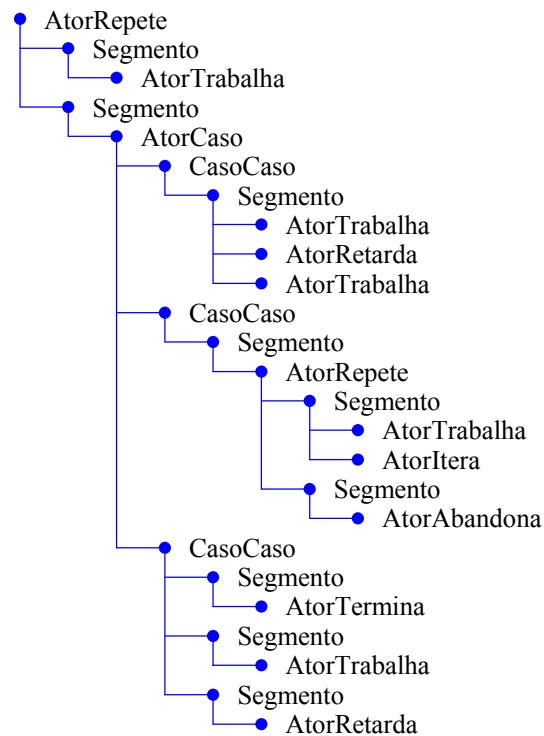 AtorRepete
Segmento
AtorTrabalha
Segmento
AtorCaso
CasoCaso
Segmento
AtorTrabalha
AtorRetarda
AtorTrabalha
CasoCaso
Segmento
AtorRepete
Segmento
AtorTrabalha
AtorItera
Segmento
AtorAbandona
CasoCaso
Segmento
AtorTermina
Segmento
AtorTrabalha
Segmento
AtorRetarda